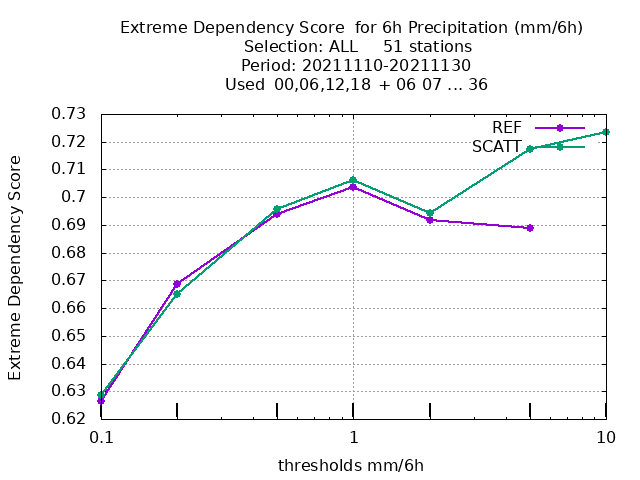 Extreme Dependency Score  for 6h Precipitation (mm/6h)
Selection: ALL     51 stations
Period: 20211110-20211130
Used  00,06,12,18  + 06 07 ... 36
0.73
0.72
0.71
0.7
0.69
0.68
0.67
0.66
0.65
0.64
0.63
0.62
Extreme Dependency Score
REF
SCATT
0.1
1
10
thresholds mm/6h